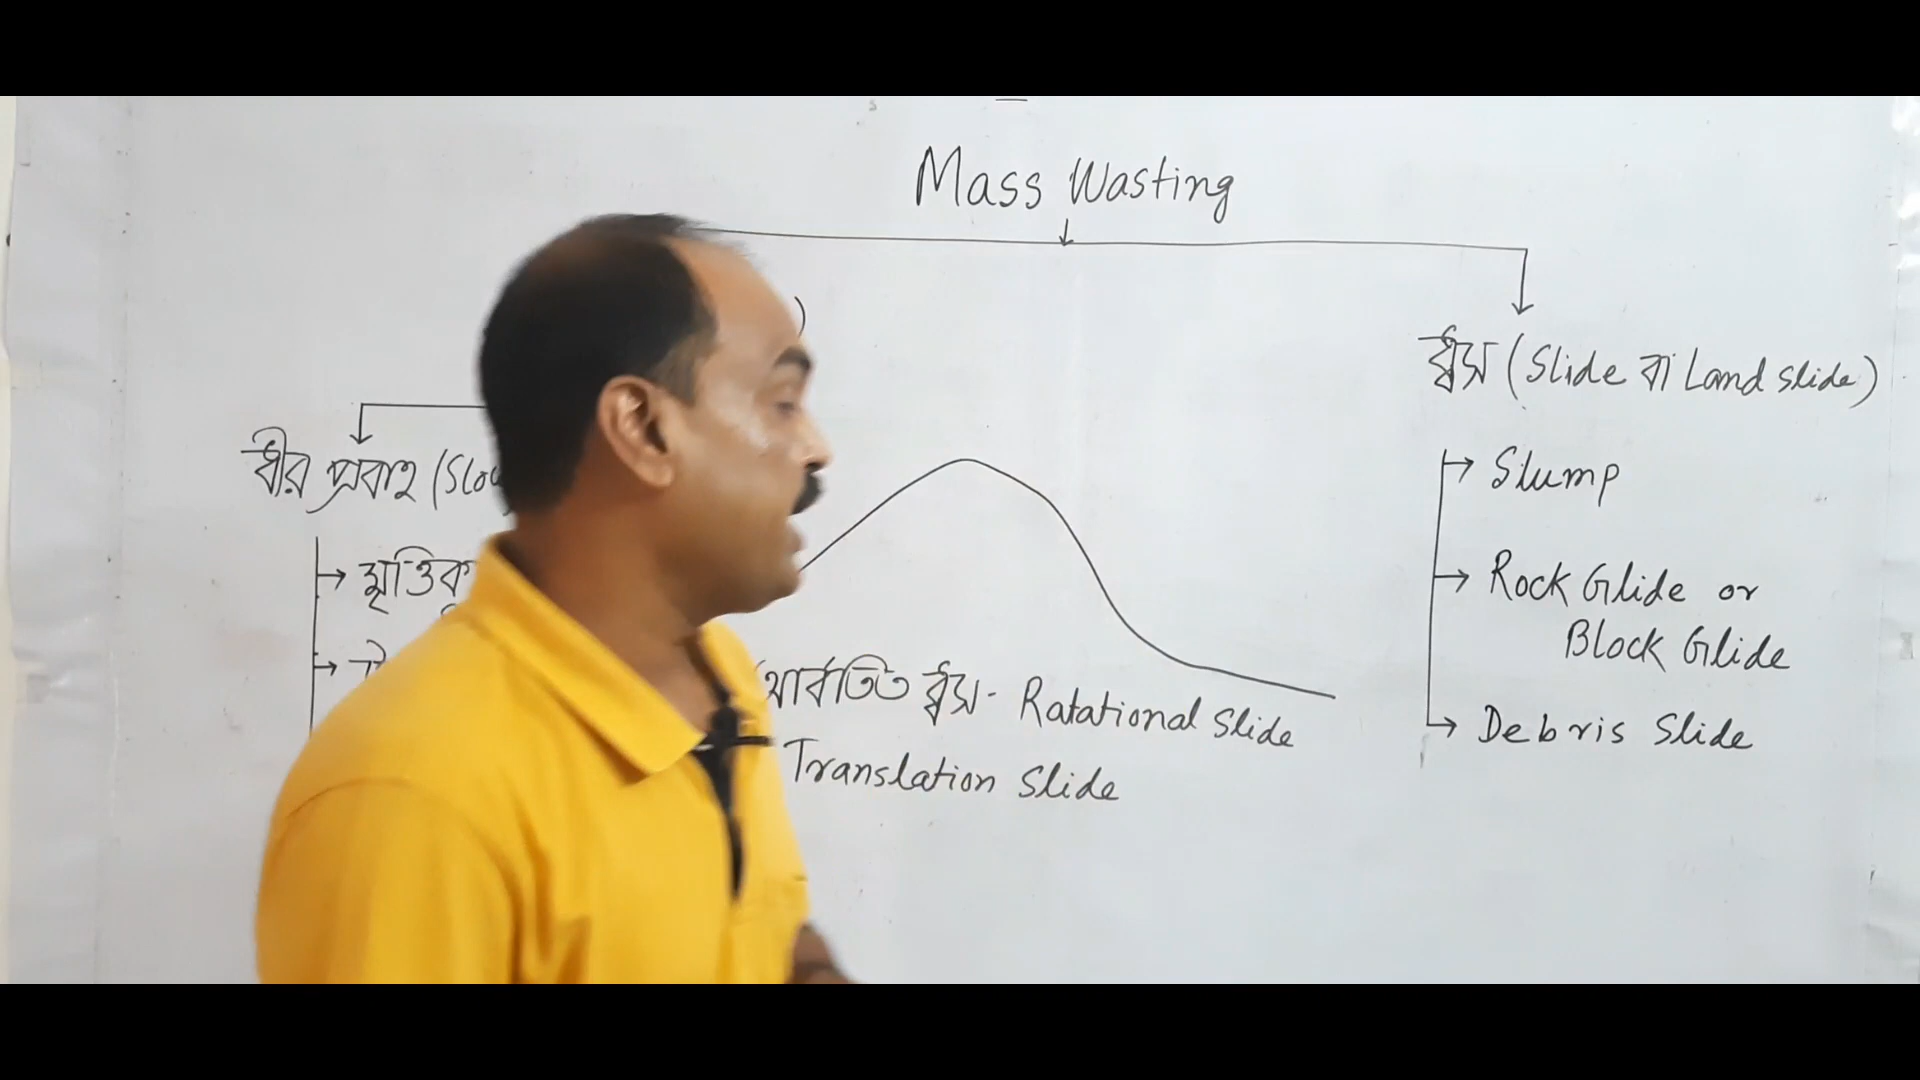 Mass Wasting
)
ধ্বস (Slide বা Land slide)
ধীর প্রবাহ (Slow
→ Slump
→ মৃত্তিকা
→ Rock Glide or
Block Glide
আবর্তিত ধ্বস - Ratational Slide
→ Debris Slide
Translation Slide